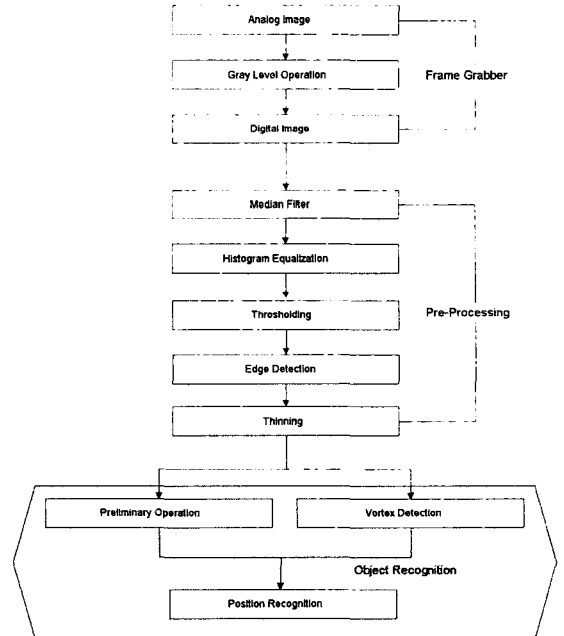 Analog Image
Gray Level Operation
Frame Grabber
Digital Image
Median Filter
Histogram Equalization
Thresholding
Pre-Processing
Edge Detection
Thinning
Preliminary Operation
Vortex Detection
Object Recognition
Position Recognition